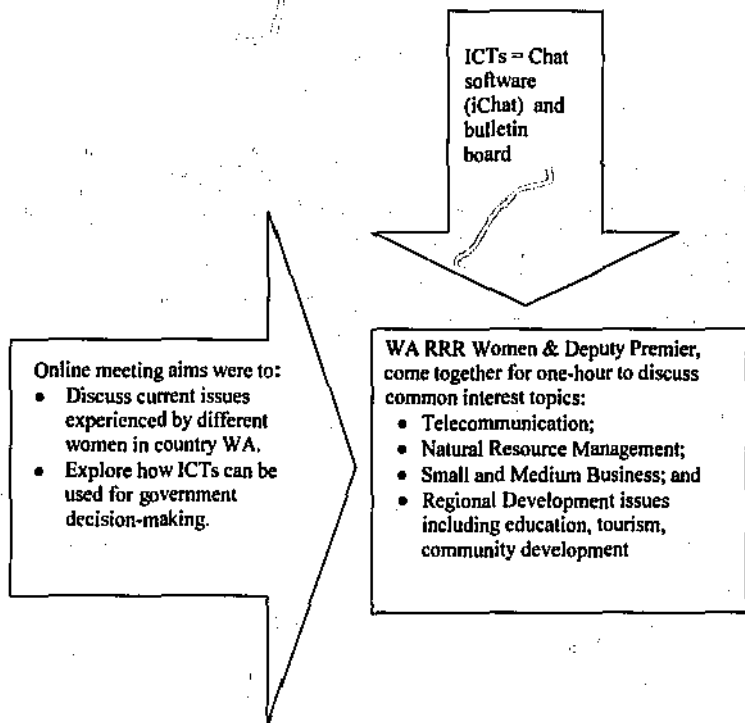 ICTs = Chat
software
(iChat) and
bulletin
board
Online meeting aims were to:
• Discuss current issues
experienced by different
women in country WA.
• Explore how ICTs can be
used for government
decision-making.
WA RRR Women & Deputy Premier,
come together for one-hour to discuss
common interest topics:
• Telecommunication;
• Natural Resource Management;
• Small and Medium Business; and
• Regional Development issues
including education, tourism,
community development